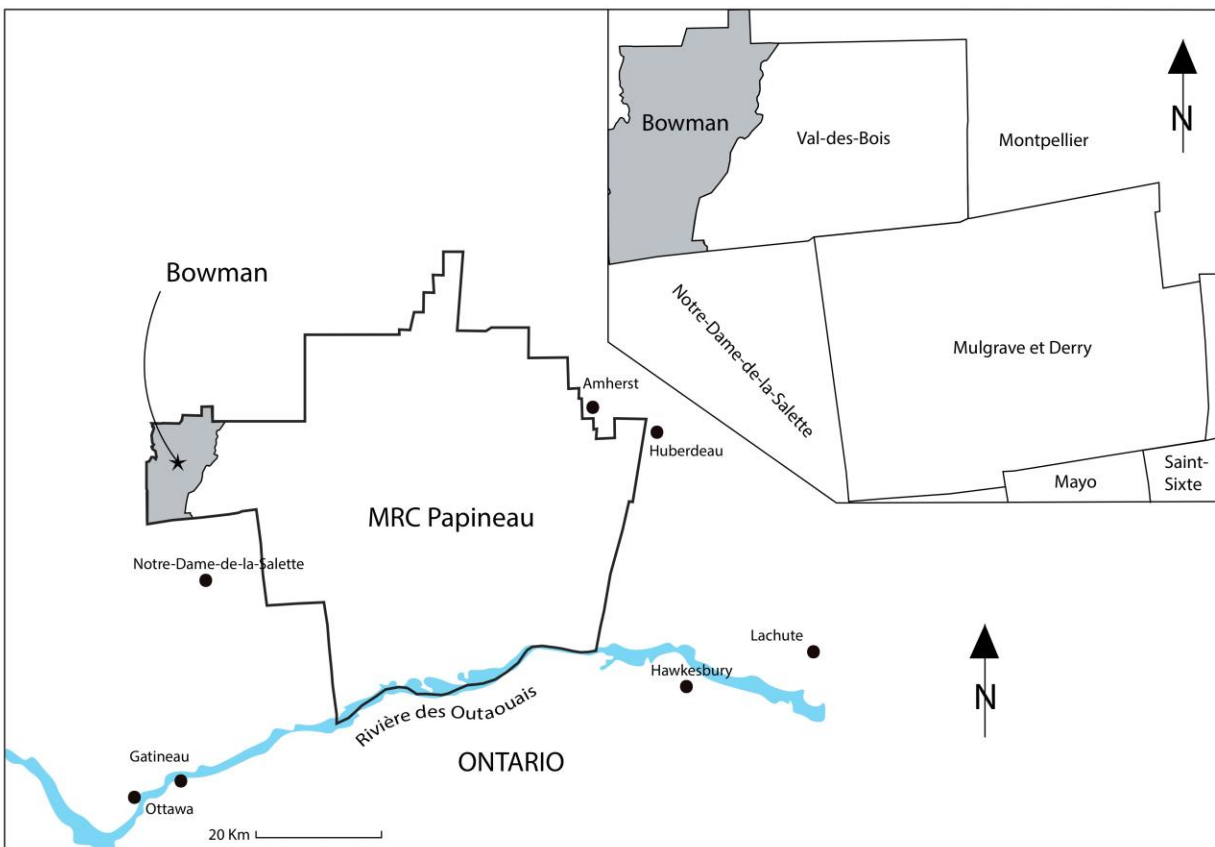 Bowman
Val-des-Bois
Montpellier
N
Notre-Dame-de-la-Salette
Mulgrave et Derry
Mayo
Saint-
Sixte
Bowman
Amherst
Huberdeau
MRC Papineau
Notre-Dame-de-la-Salette
Lachute
Hawkesbury
N
Rivière des Outaouais
Gatineau
ONTARIO
Ottawa
20 Km